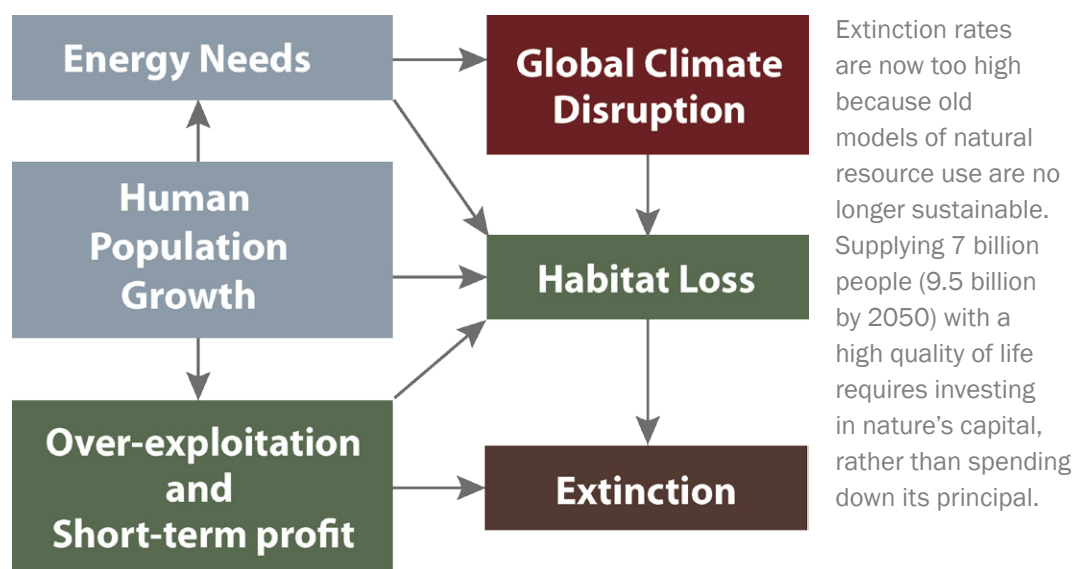 Energy Needs
Global Climate
Disruption
Human
Population
Growth
Habitat Loss
Over-exploitation
and
Short-term profit
Extinction
Extinction rates
are now too high
because old
models of natural
resource use are no
longer sustainable.
Supplying 7 billion
people (9.5 billion
by 2050) with a
high quality of life
requires investing
in nature’s capital,
rather than spending
down its principal.